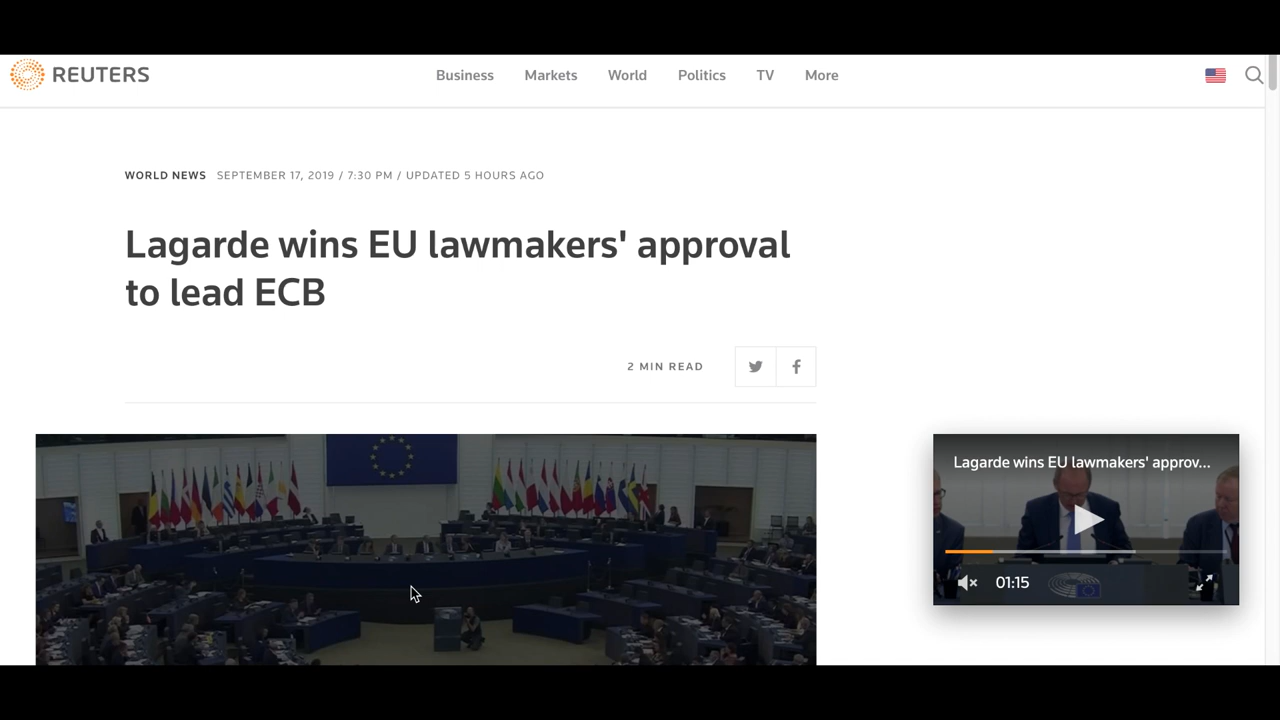 REUTERS
Business Markets World Politics TV More
WORLD NEWS SEPTEMBER 17, 2019 / 7:30 PM / UPDATED 5 HOURS AGO
Lagarde wins EU lawmakers' approval
to lead ECB
2 MIN READ
Lagarde wins EU lawmakers' approv...
01:15